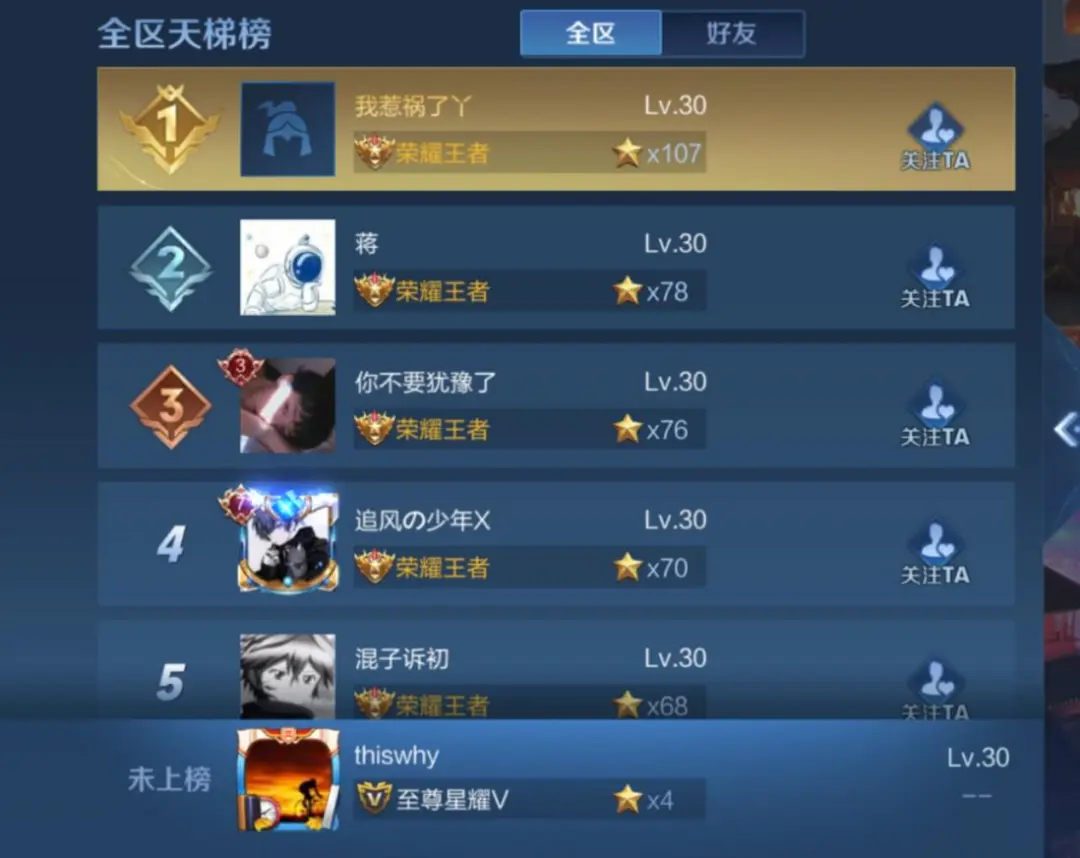 全区天梯榜
全区 好友
1 我惹祸了丫 Lv.30
荣耀王者 x107 关注TA
2 蒋 Lv.30
荣耀王者 x78 关注TA
3 3 你不要犹豫了 Lv.30
荣耀王者 x76 关注TA
4 7 追风の少年X Lv.30
荣耀王者 x70 关注TA
5 混子诉初 Lv.30
荣耀王者 x68 关注TA
未上榜 thiswhy Lv.30
V 至尊星耀V x4 --